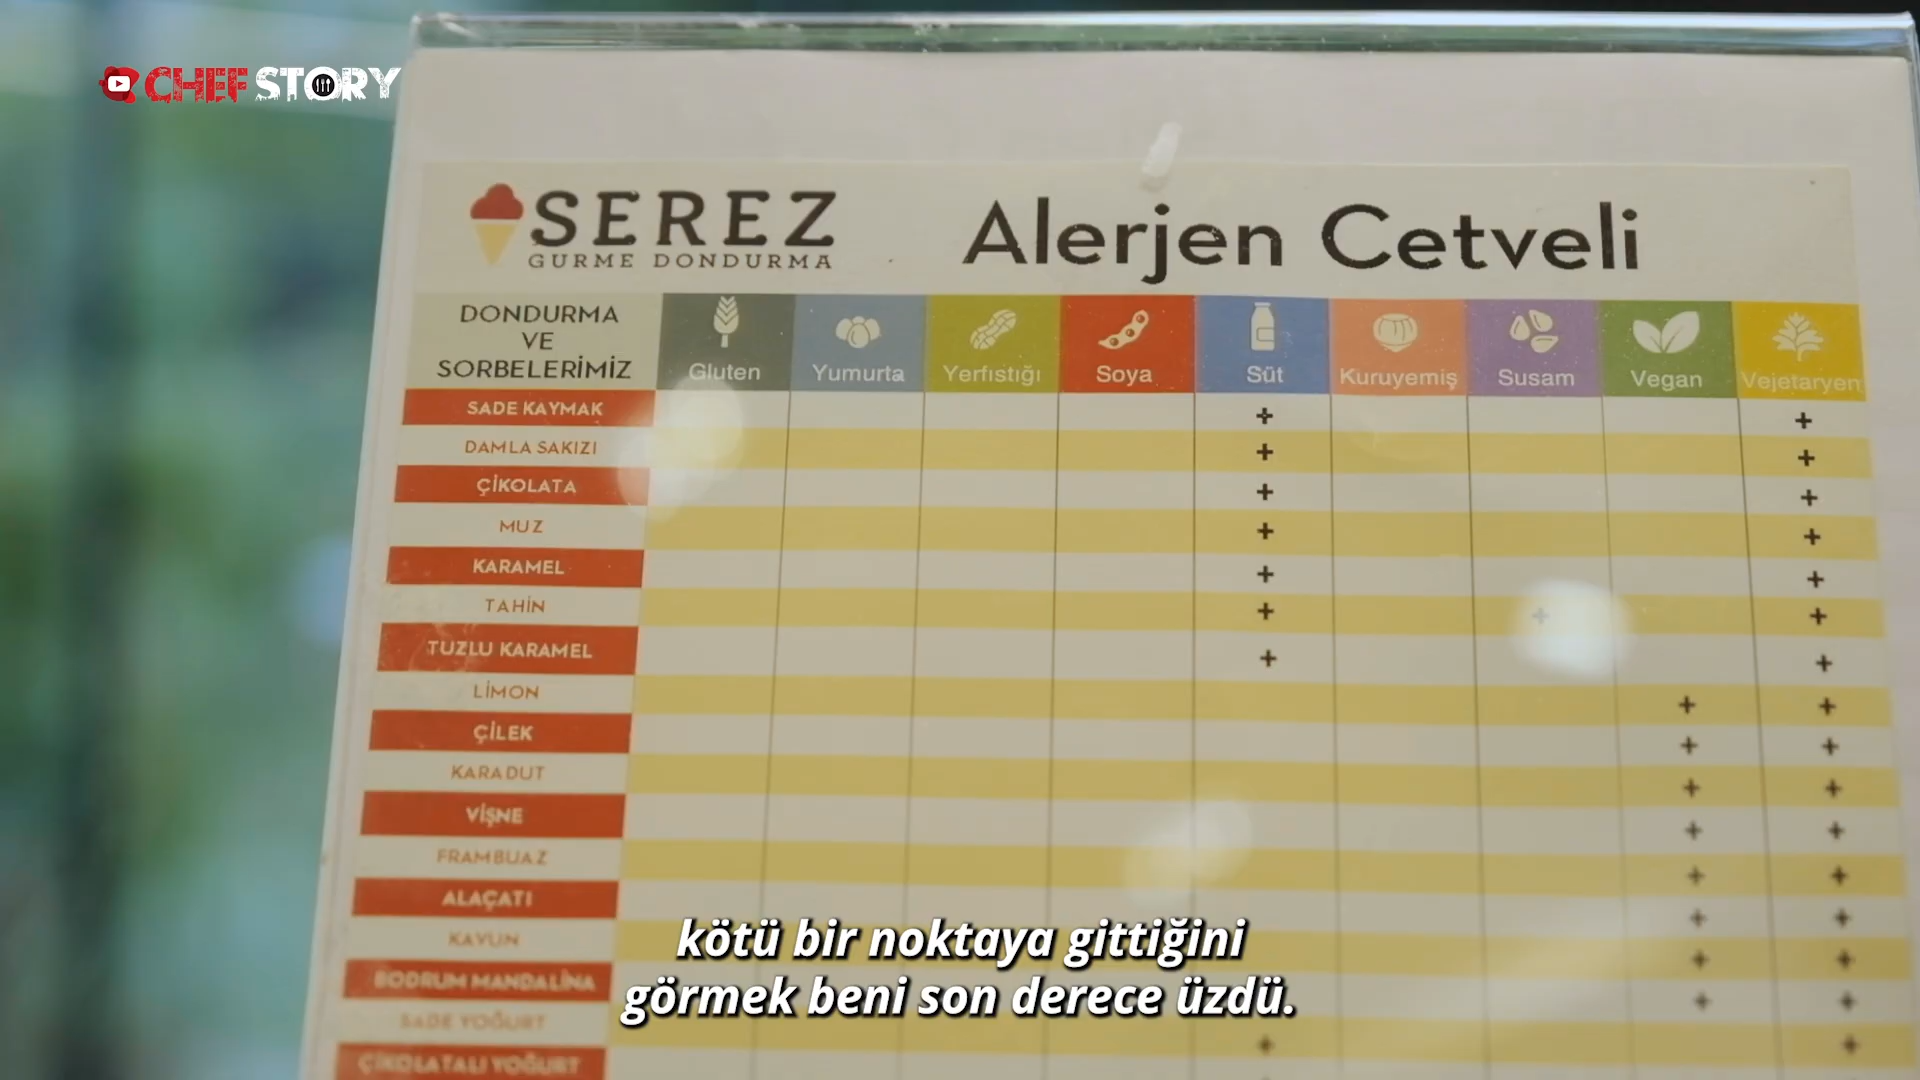 CHEF STORY
SEREZ
GURME DONDURMA
Alerjen Cetveli
DONDURMA
VE
SORBELERİMİZ
Gluten
Yumurta
Yerfıstığı
Soya
Süt
Kuruyemiş
Susam
Vegan
Vejetaryen
SADE KAYMAK + +
DAMLA SAKIZI + +
ÇİKOLATA + +
MUZ + +
KARAMEL + +
TAHİN + + +
TUZLU KARAMEL + +
LİMON + +
ÇİLEK + +
KARADUT + +
VİŞNE + +
FRAMBUAZ + +
ALAÇATI + +
KAVUN + +
BODRUM MANDALİNA + +
SADE YOĞURT + +
ÇİKOLATALI YOĞURT
kötü bir noktaya gittiğini
görmek beni son derece üzdü.